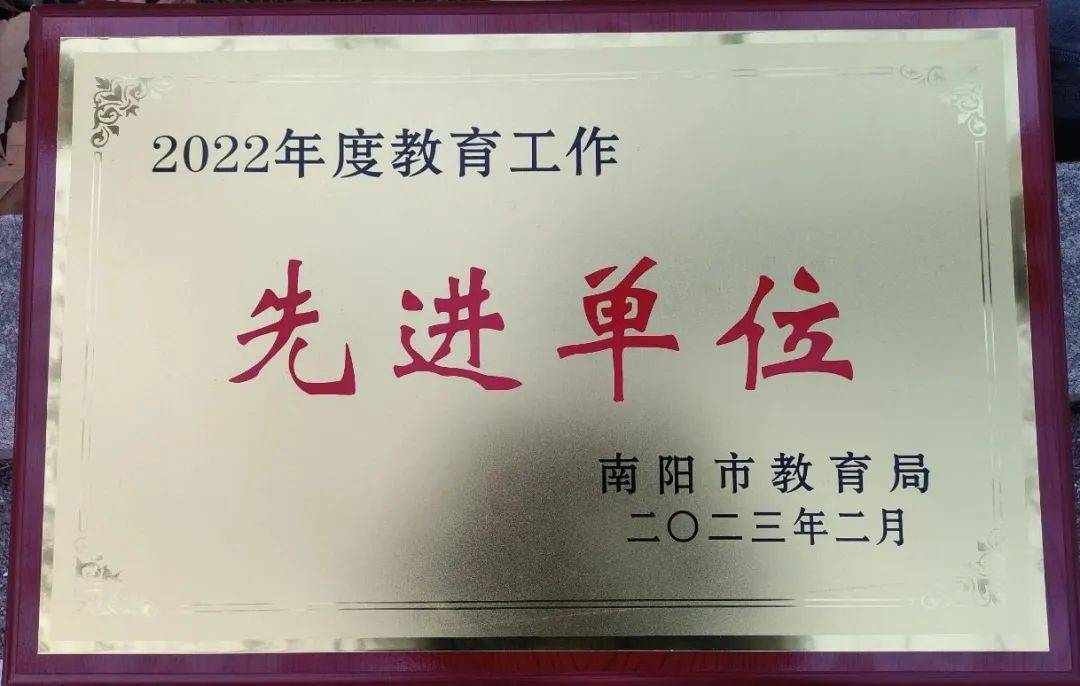 2022年度教育工作
先进单位
南阳市教育局
二〇二三年二月